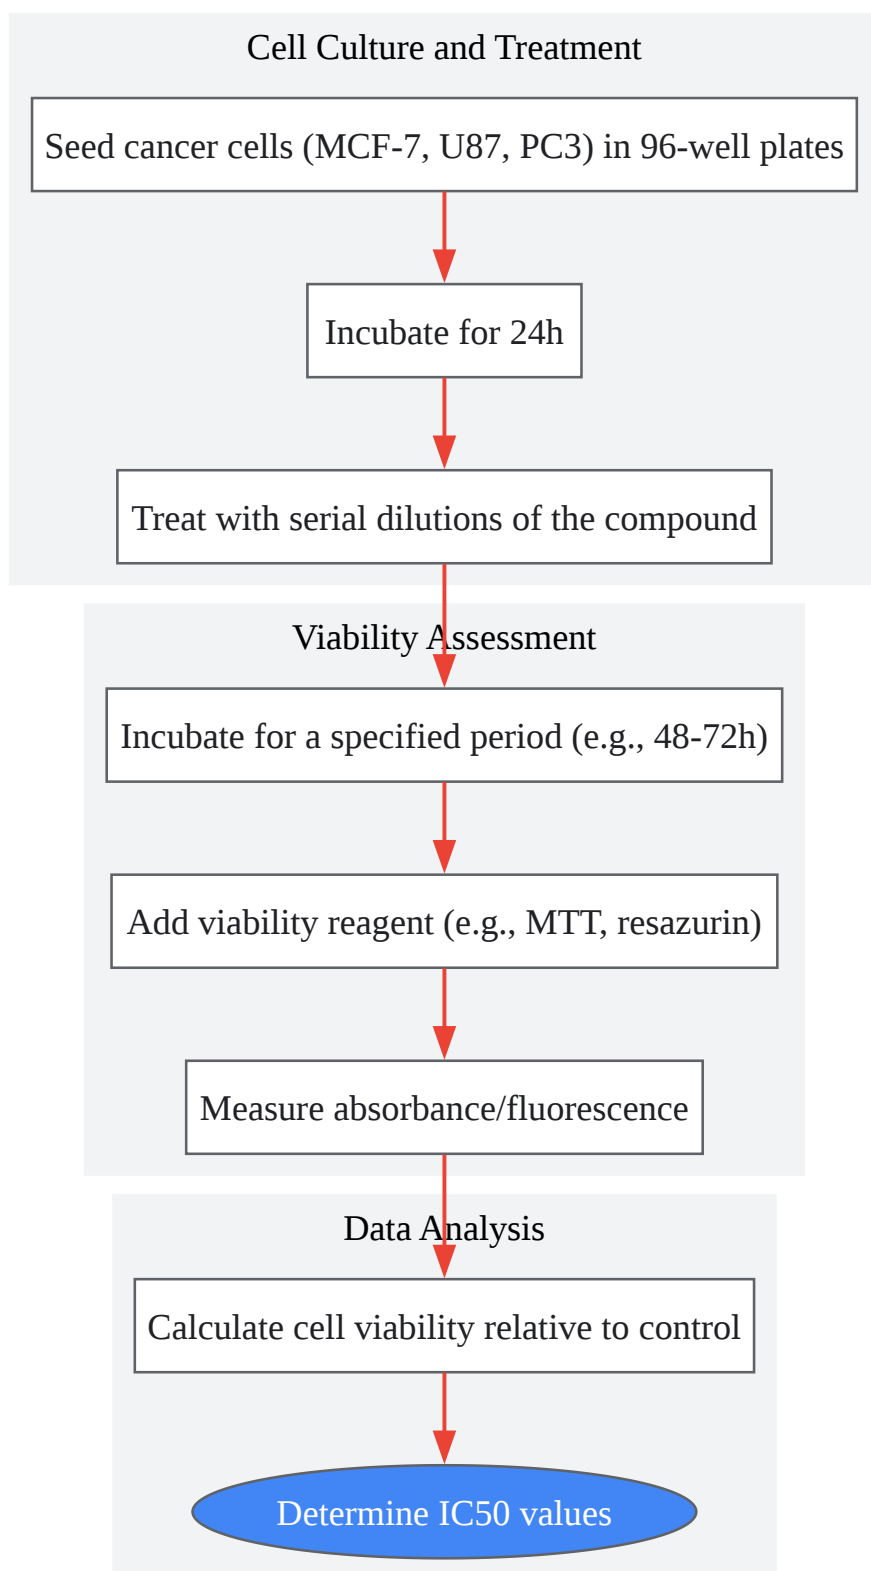 Cell Culture and Treatment
Seed cancer cells (MCF-7, U87, PC3) in 96-well plates
Incubate for 24h
Treat with serial dilutions of the compound
Viability Assessment
Incubate for a specified period (e.g., 48-72h)
Add viability reagent (e.g., MTT, resazurin)
Measure absorbance/fluorescence
Data Analysis
Calculate cell viability relative to control
Determine IC50 values